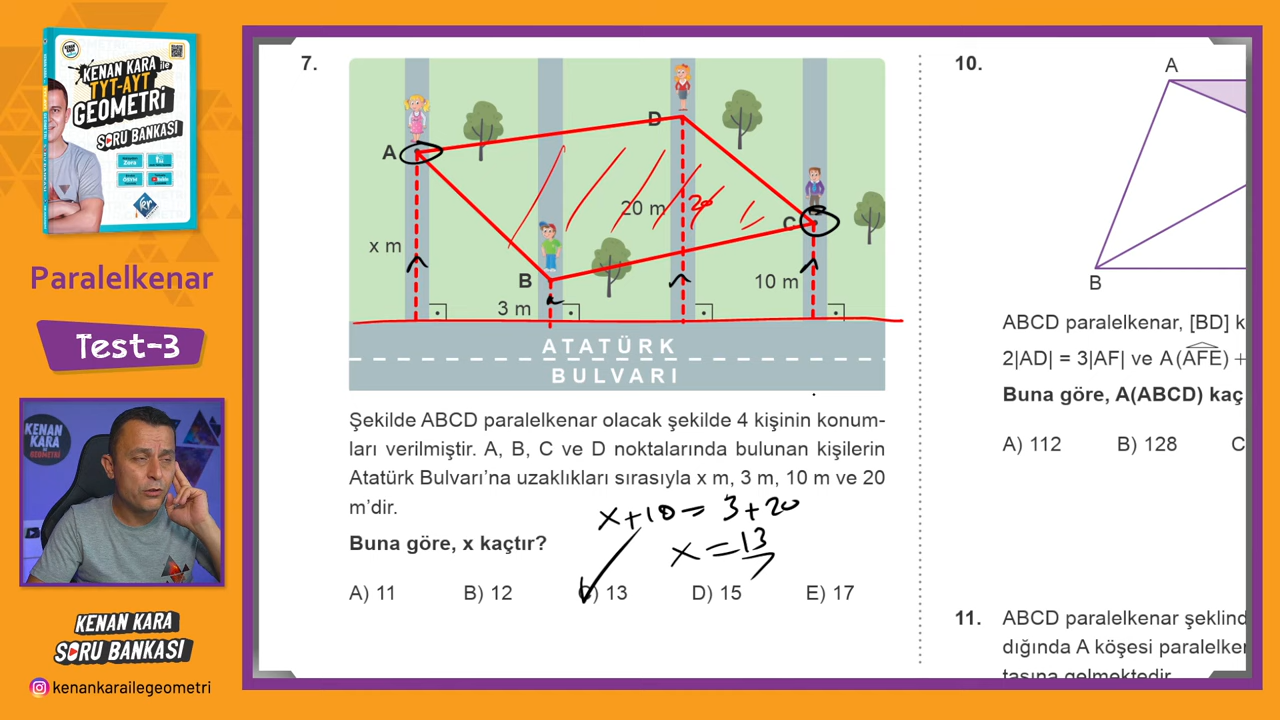 KENAN KARA ile
TYT-AYT
GEOMETRİ
SORU BANKASI
Paralelkenar
Test-3
KENAN
KARA
GEOMETRİ
KENAN KARA
SORU BANKASI
kenankarailegeometri
7.
A
D
20 m
20
C
x m
B
3 m
10 m
ATATÜRK
BULVARI
Şekilde ABCD paralelkenar olacak şekilde 4 kişinin konum-
ları verilmiştir. A, B, C ve D noktalarında bulunan kişilerin
Atatürk Bulvarı'na uzaklıkları sırasıyla x m, 3 m, 10 m ve 20
m'dir.
x+10=3+20
Buna göre, x kaçtır?
x=13
A) 11 B) 12 C) 13 D) 15 E) 17
10.
A
B
ABCD paralelkenar, [BD] k
2|AD| = 3|AF| ve A(AFE) +
Buna göre, A(ABCD) kaç
A) 112 B) 128 C
11. ABCD paralelkenar şeklind
dığında A köşesi paralelker
tasına gelmektedir